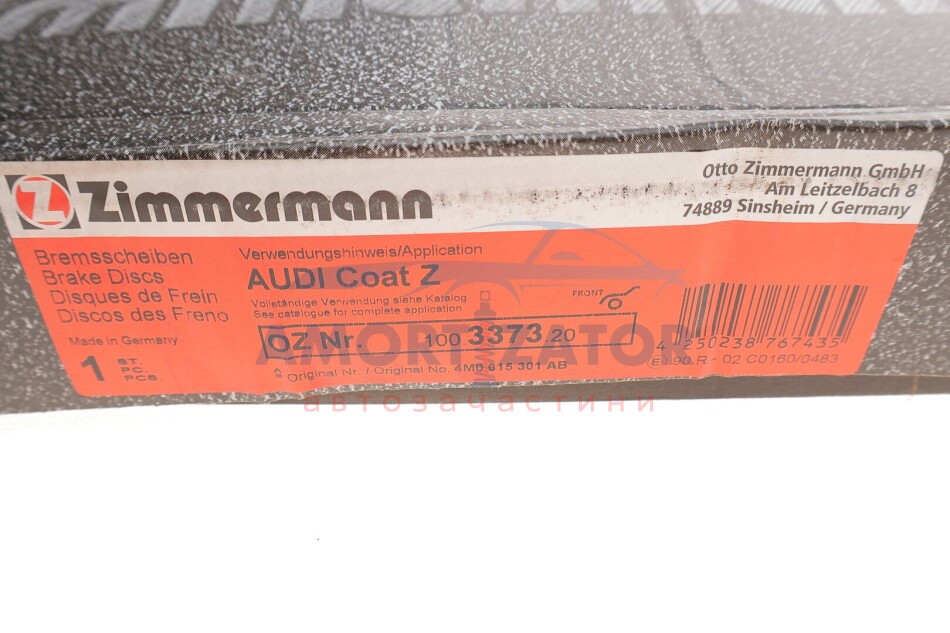 Zimmermann
Otto Zimmermann GmbH
Am Leitzelbach 8
74889 Sinsheim / Germany
Bremsscheiben
Brake Discs
Disques de Frein
Discos des Freno
Made in Germany
1 ST.
PC.
PCS.
Verwendungshinweis/Application
AUDI Coat Z
Vollständige Verwendung siehe Katalog
See catalogue for complete application
FRONT
OZ Nr. 100 3373 20
≙ Original Nr. / Original No. 4M0 615 301 AB
4 250238 767435
(E) 90 R - 02 C0160/0483
AMORTIZATOR
автозачастини